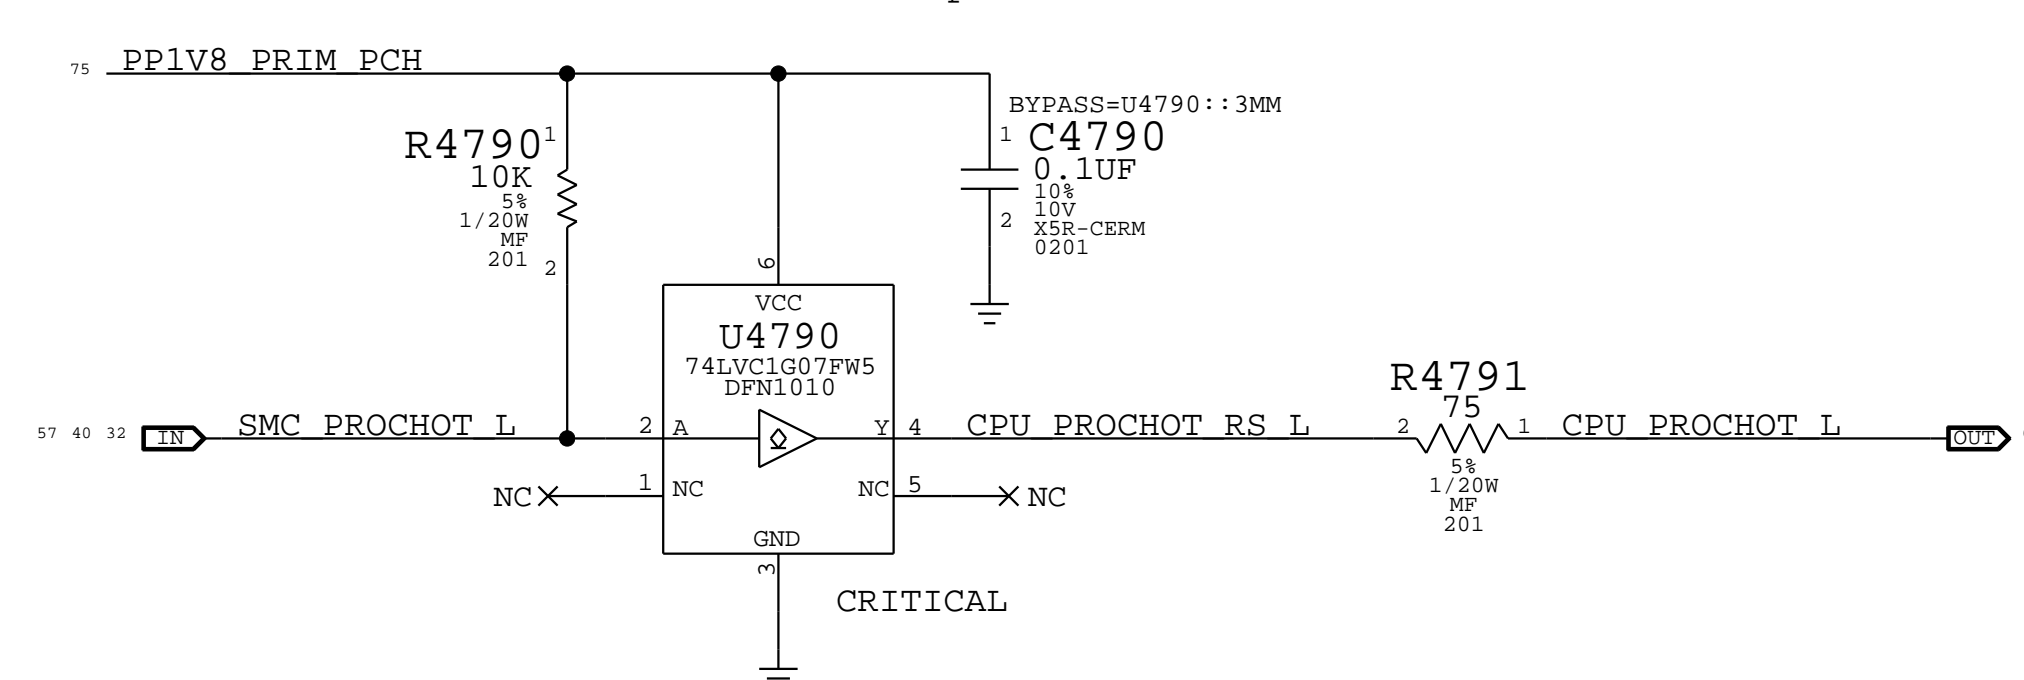 75 PP1V8_PRIM_PCH
BYPASS=U4790::3MM
R4790 1
10K
5%
1/20W
MF
201
2
1 C4790
0.1UF
10%
10V
X5R-CERM
0201
2
6
VCC
U4790
74LVC1G07FW5
DFN1010
R4791
75
57 40 32 IN SMC_PROCHOT_L 2 A Y 4 CPU_PROCHOT_RS_L 2 1 CPU_PROCHOT_L OUT
5%
1/20W
MF
201
NC 1 NC NC 5 NC
GND
3
CRITICAL